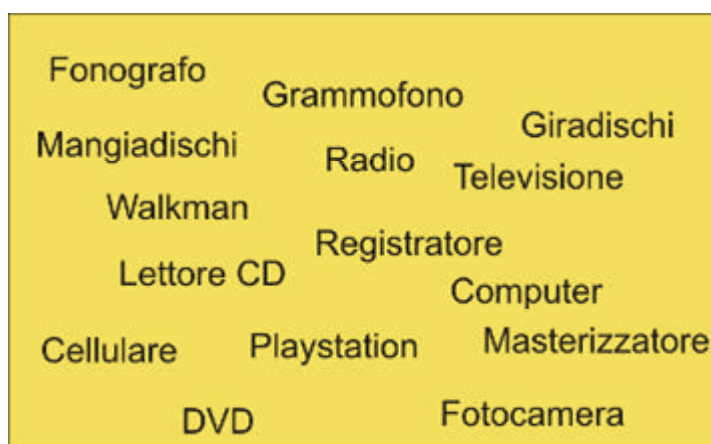 Fonografo
Grammofono
Giradischi
Mangiadischi
Radio
Televisione
Walkman
Registratore
Lettore CD
Computer
Cellulare
Playstation
Masterizzatore
DVD
Fotocamera